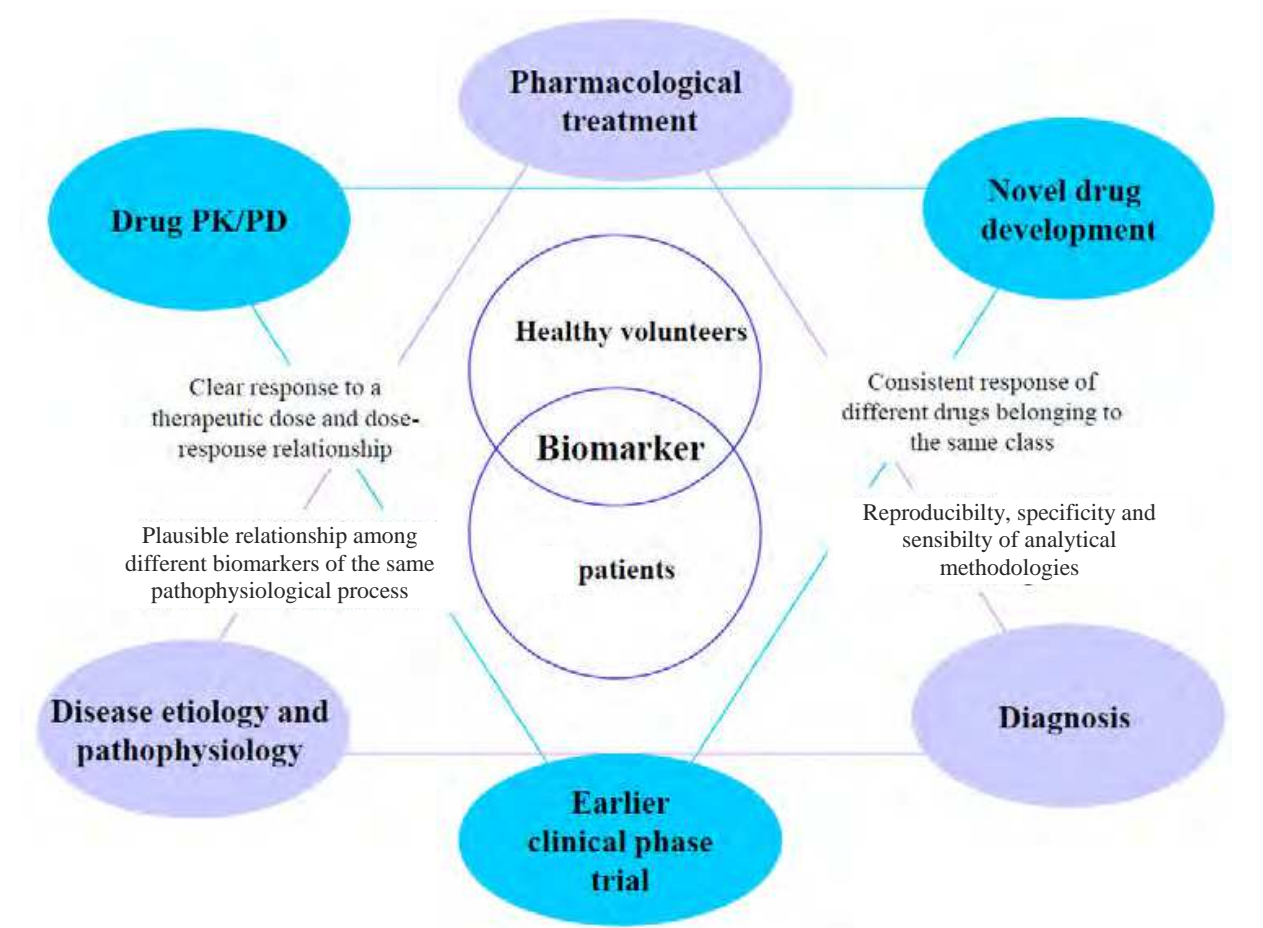 Pharmacological
treatment
Drug PK/PD
Novel drug
development
Healthy volunteers
Clear response to a
therapeutic dose and dose-
response relationship
Consistent response of
different drugs belonging to
the same class
Biomarker
Plausible relationship among
different biomarkers of the same
pathophysiological process
Reproducibilty, specificity and
sensibilty of analytical
methodologies
patients
Disease etiology and
pathophysiology
Diagnosis
Earlier
clinical phase
trial